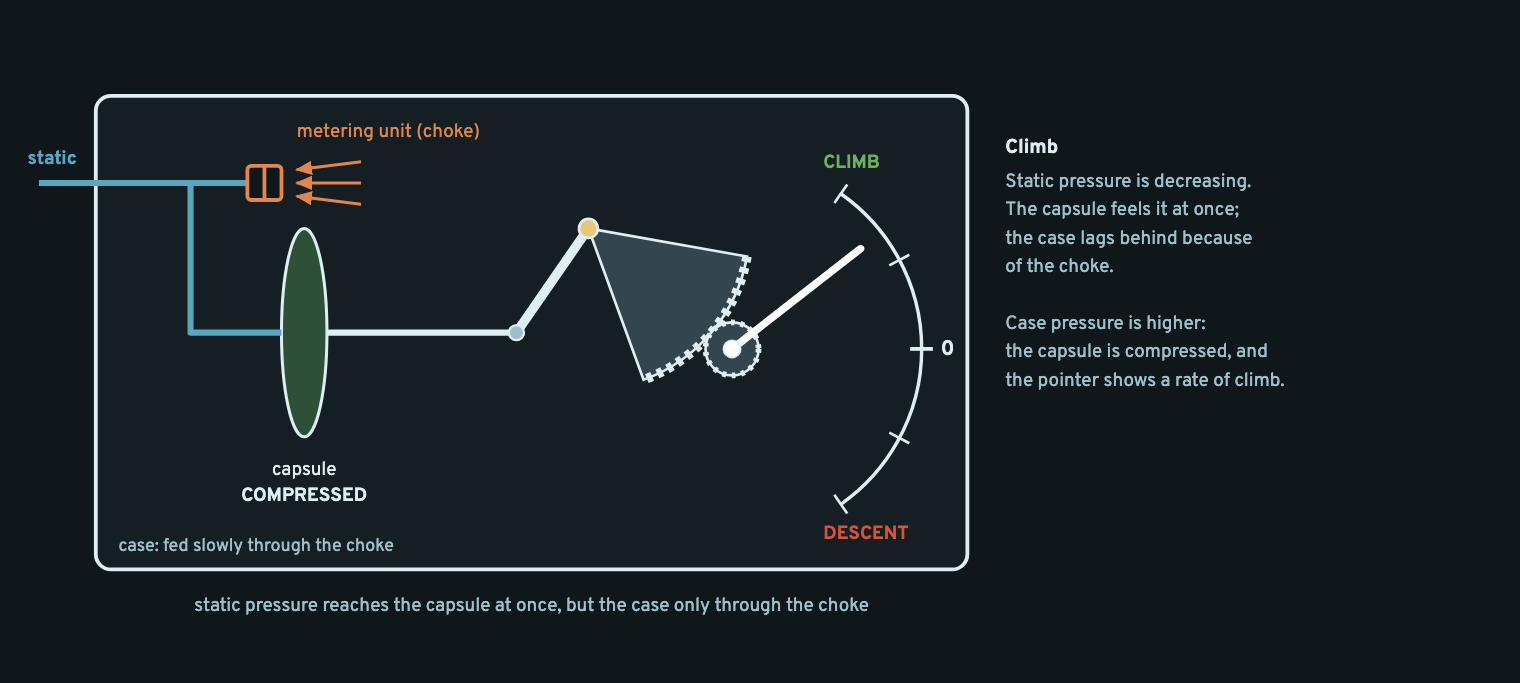 metering unit (choke)
static
CLIMB
0
capsule
COMPRESSED
DESCENT
case: fed slowly through the choke
static pressure reaches the capsule at once, but the case only through the choke
Climb
Static pressure is decreasing.
The capsule feels it at once;
the case lags behind because
of the choke.
Case pressure is higher:
the capsule is compressed, and
the pointer shows a rate of climb.